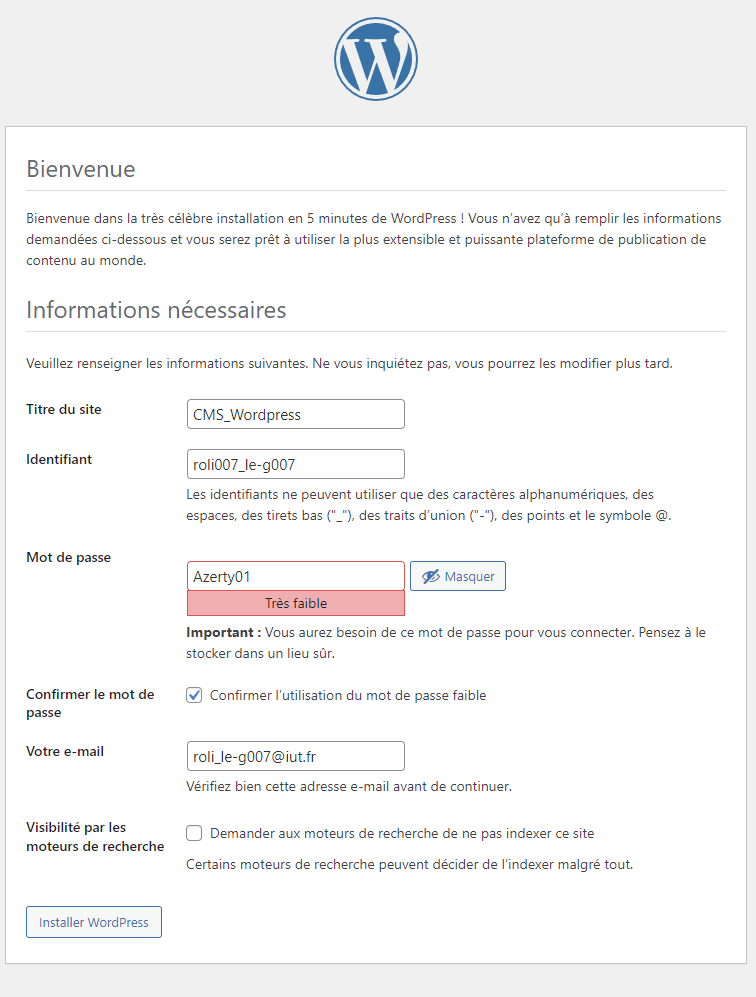 Bienvenue
Bienvenue dans la très célèbre installation en 5 minutes de WordPress ! Vous n’avez qu’à remplir les informations
demandées ci-dessous et vous serez prêt à utiliser la plus extensible et puissante plateforme de publication de
contenu au monde.
Informations nécessaires
Veuillez renseigner les informations suivantes. Ne vous inquiétez pas, vous pourrez les modifier plus tard.
Titre du site
CMS_Wordpress
Identifiant
roli007_le-g007
Les identifiants ne peuvent utiliser que des caractères alphanumériques, des
espaces, des tirets bas ("_"), des traits d’union ("-"), des points et le symbole @.
Mot de passe
Azerty01
Masquer
Très faible
Important : Vous aurez besoin de ce mot de passe pour vous connecter. Pensez à le
stocker dans un lieu sûr.
Confirmer le mot de
passe
Confirmer l’utilisation du mot de passe faible
Votre e-mail
roli_le-g007@iut.fr
Vérifiez bien cette adresse e-mail avant de continuer.
Visibilité par les
moteurs de recherche
Demander aux moteurs de recherche de ne pas indexer ce site
Certains moteurs de recherche peuvent décider de l’indexer malgré tout.
Installer WordPress